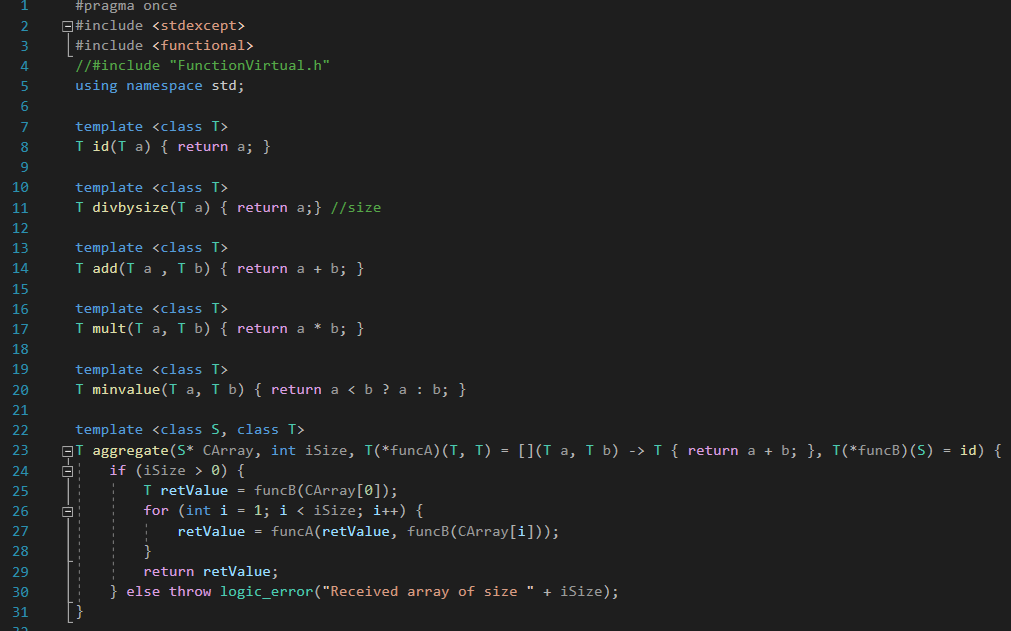 1 #pragma once
2 #include <stdexcept>
3 #include <functional>
4 //#include "FunctionVirtual.h"
5 using namespace std;
6
7 template <class T>
8 T id(T a) { return a; }
9
10 template <class T>
11 T divbysize(T a) { return a;} //size
12
13 template <class T>
14 T add(T a , T b) { return a + b; }
15
16 template <class T>
17 T mult(T a, T b) { return a * b; }
18
19 template <class T>
20 T minvalue(T a, T b) { return a < b ? a : b; }
21
22 template <class S, class T>
23 T aggregate(S* CArray, int iSize, T(*funcA)(T, T) = [](T a, T b) -> T { return a + b; }, T(*funcB)(S) = id) {
24 if (iSize > 0) {
25 T retValue = funcB(CArray[0]);
26 for (int i = 1; i < iSize; i++) {
27 retValue = funcA(retValue, funcB(CArray[i]));
28 }
29 return retValue;
30 } else throw logic_error("Received array of size " + iSize);
31 }
32